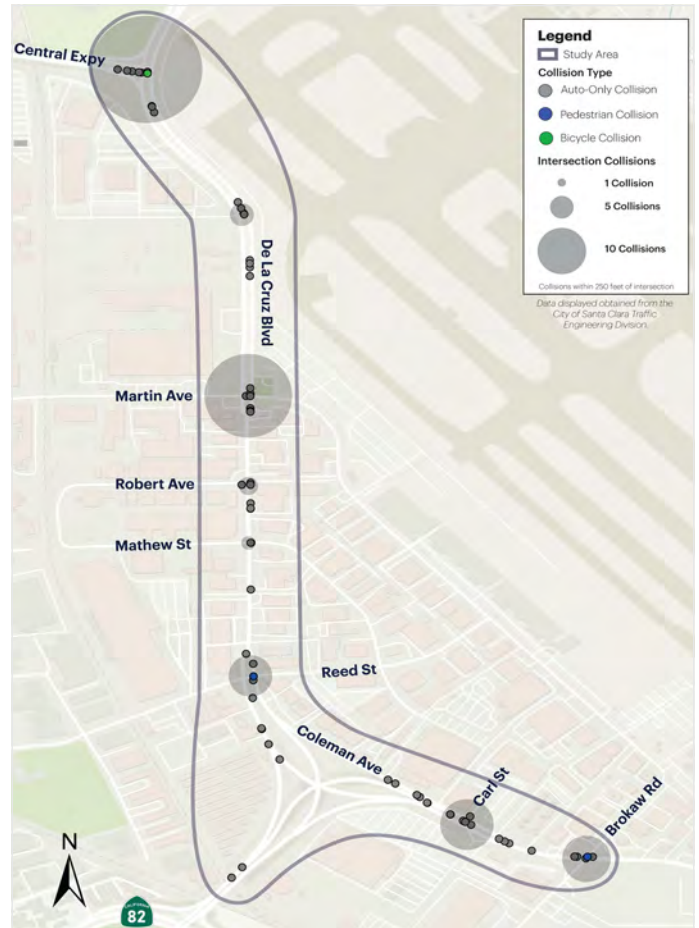 Central Expy
De La Cruz Blvd
Martin Ave
Robert Ave
Mathew St
Reed St
Coleman Ave
Carl St
Brokaw Rd
N
CALIFORNIA
82
Legend
Study Area
Collision Type
Auto-Only Collision
Pedestrian Collision
Bicycle Collision
Intersection Collisions
1 Collision
5 Collisions
10 Collisions
Collisions within 250 feet of intersection
Data displayed obtained from the
City of Santa Clara Traffic
Engineering Division.